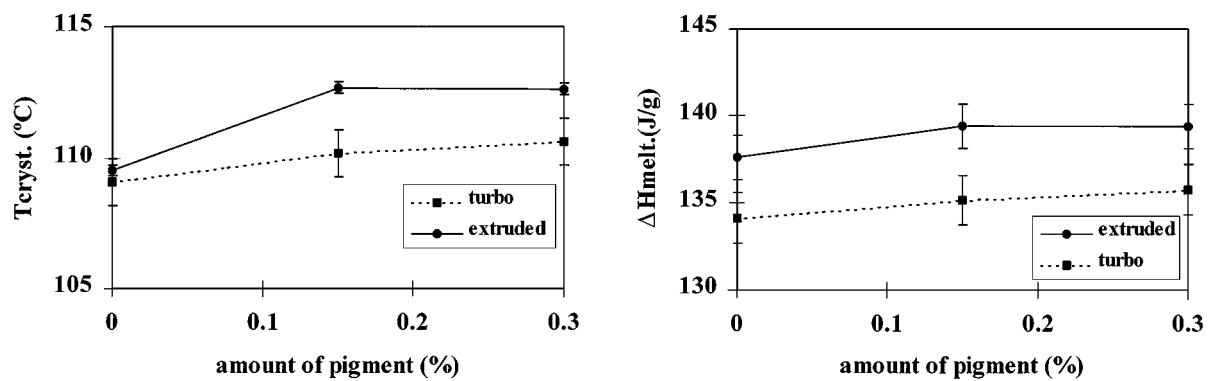 Tcryst. (ºC)
115
110
105
0
0.1
0.2
0.3
turbo
extruded
amount of pigment (%)
ΔHmelt.(J/g)
145
140
135
130
0
0.1
0.2
0.3
extruded
turbo
amount of pigment (%)